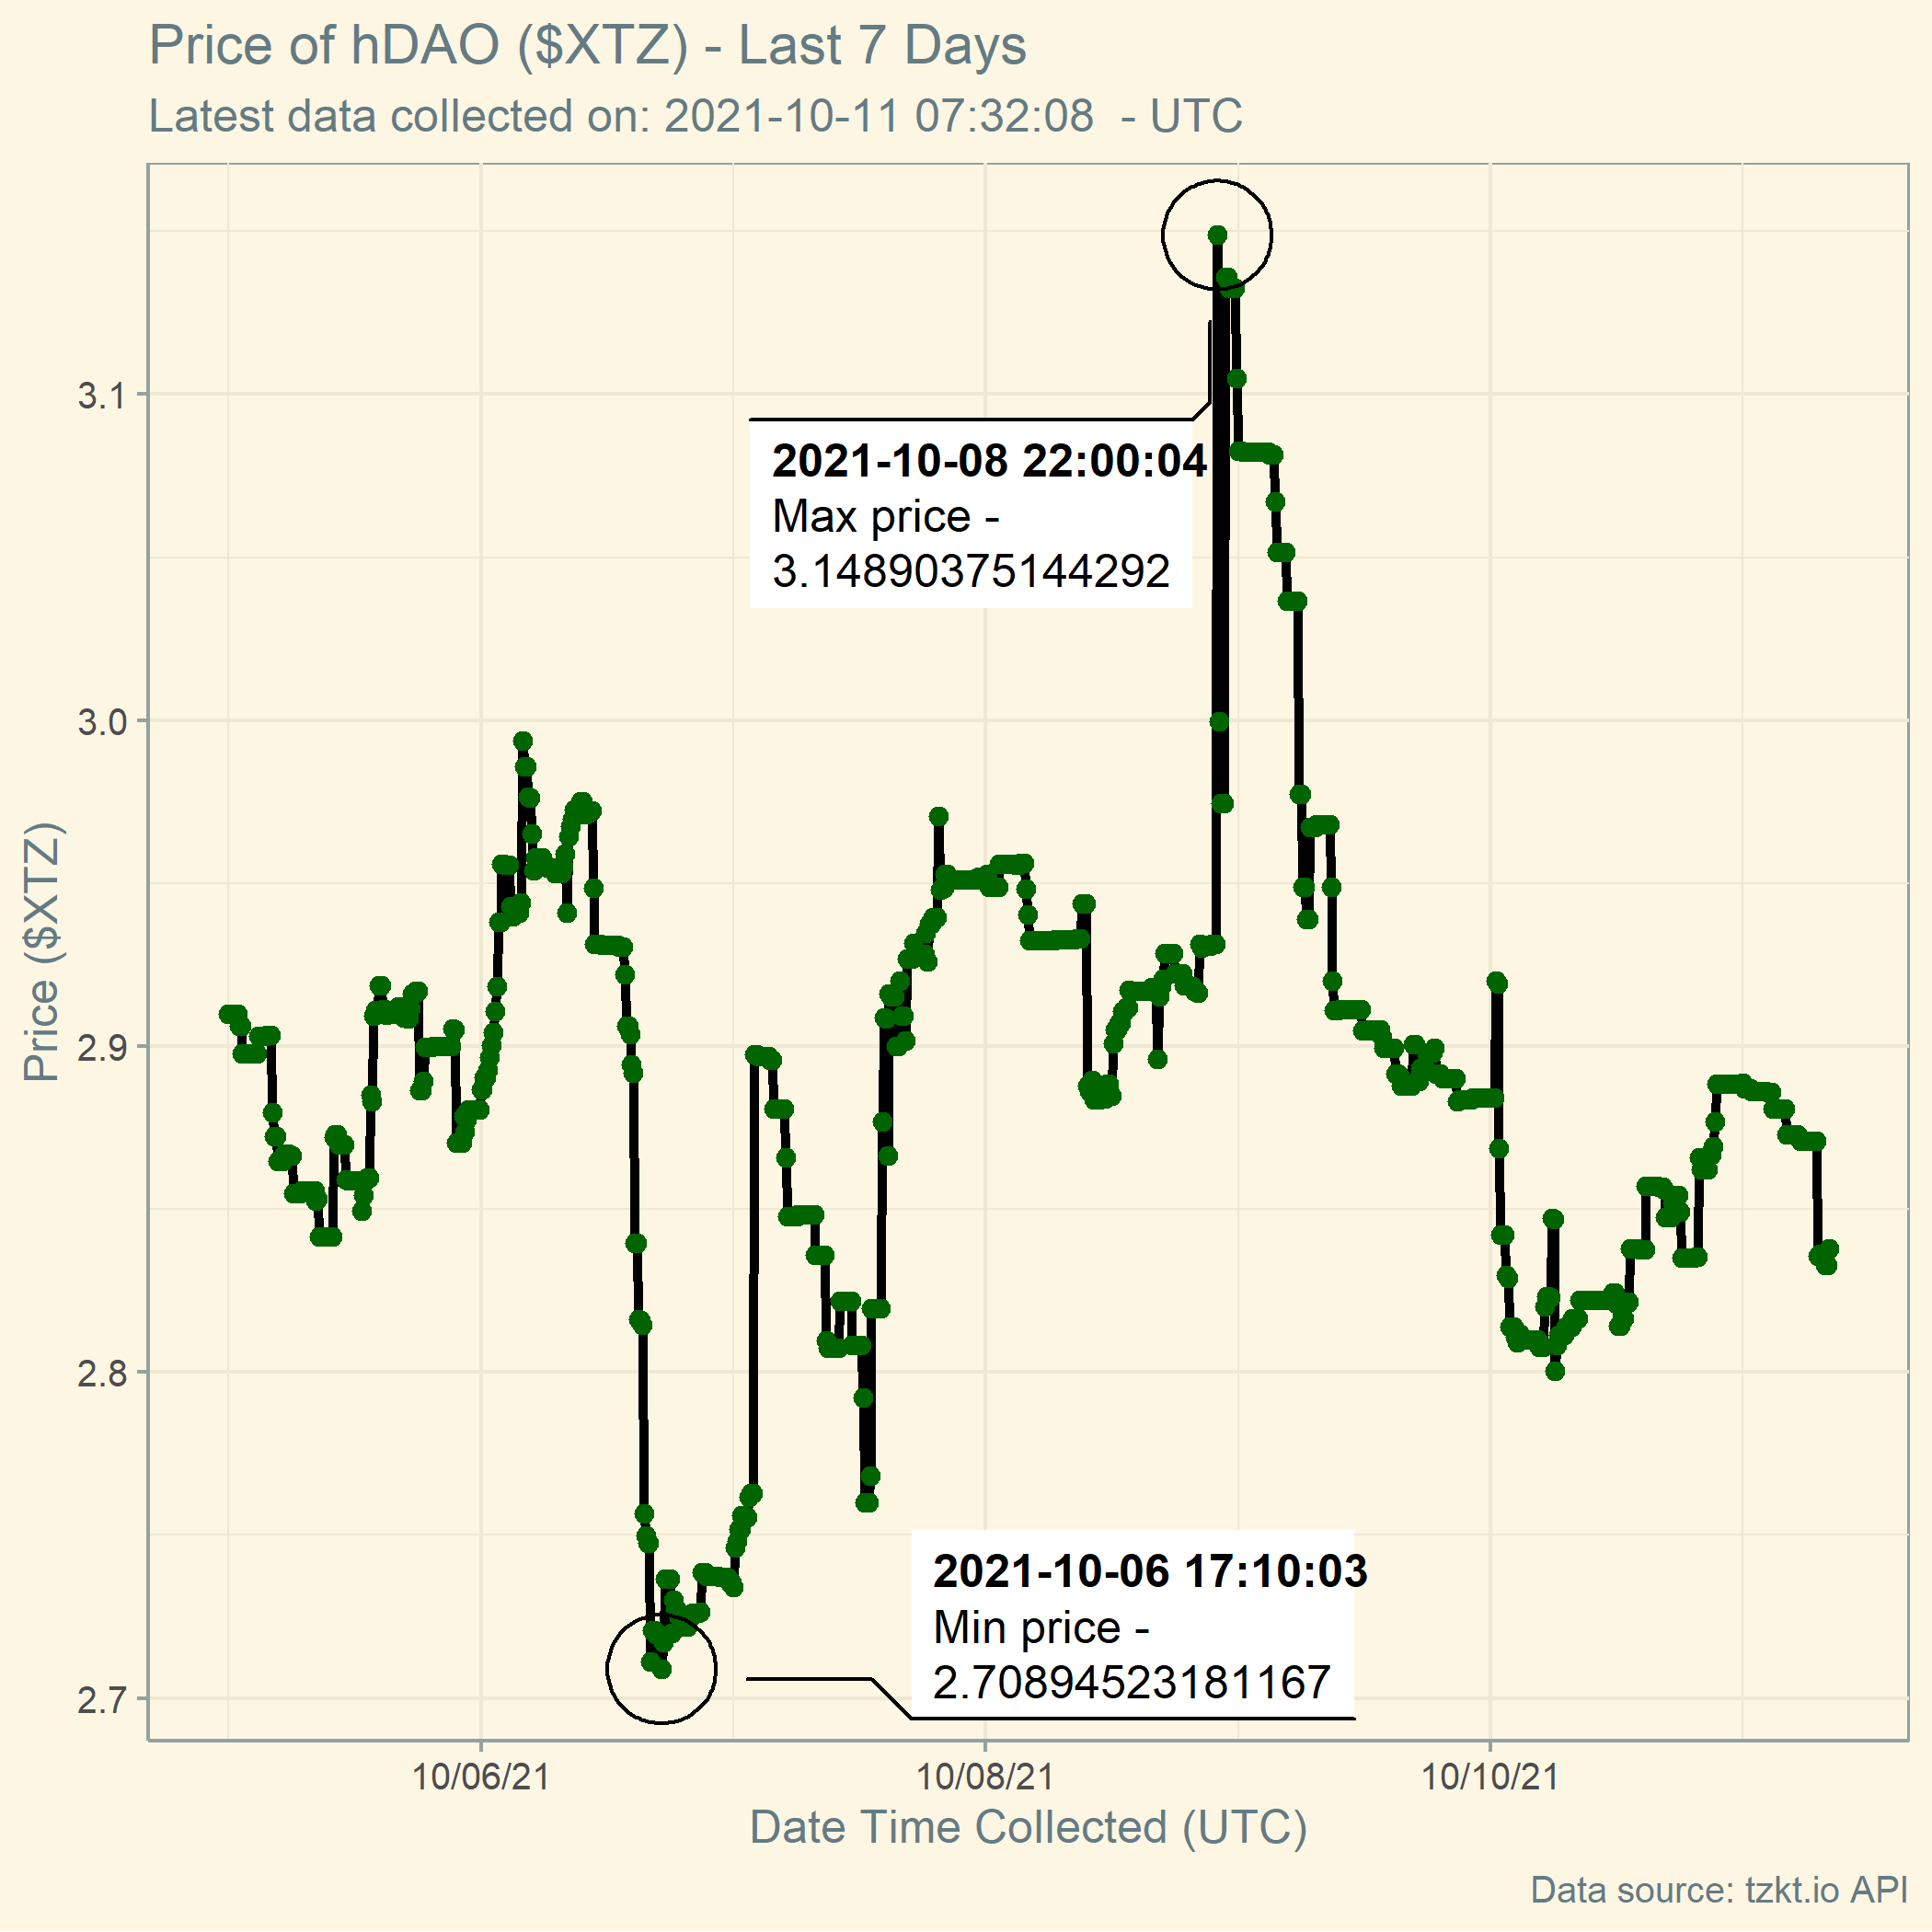 Price of hDAO ($XTZ) - Last 7 Days
Latest data collected on: 2021-10-11 07:32:08  - UTC
Price ($XTZ)
3.1
3.0
2.9
2.8
2.7
2021-10-08 22:00:04
Max price -
3.14890375144292
2021-10-06 17:10:03
Min price -
2.70894523181167
10/06/21
10/08/21
10/10/21
Date Time Collected (UTC)
Data source: tzkt.io API